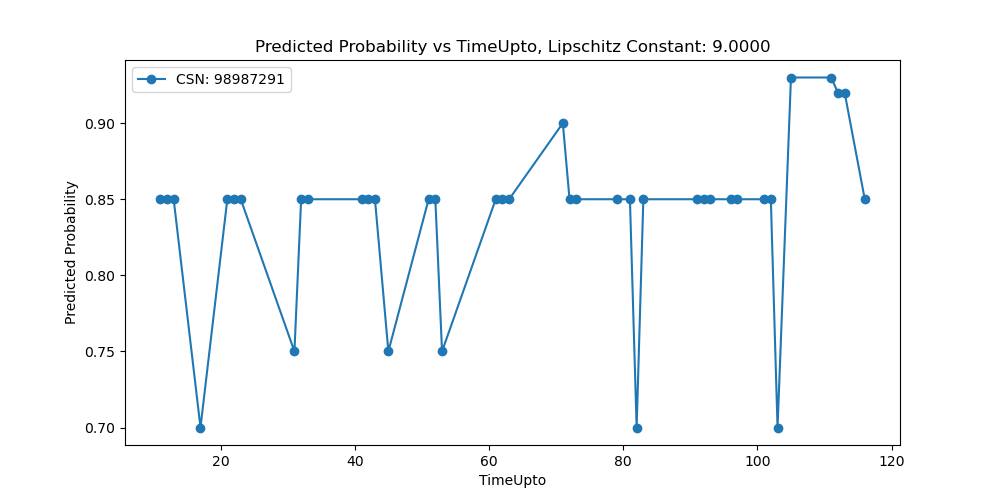 Predicted Probability vs TimeUpto, Lipschitz Constant: 9.0000
CSN: 98987291
Predicted Probability
0.90
0.85
0.80
0.75
0.70
20 40 60 80 100 120
TimeUpto